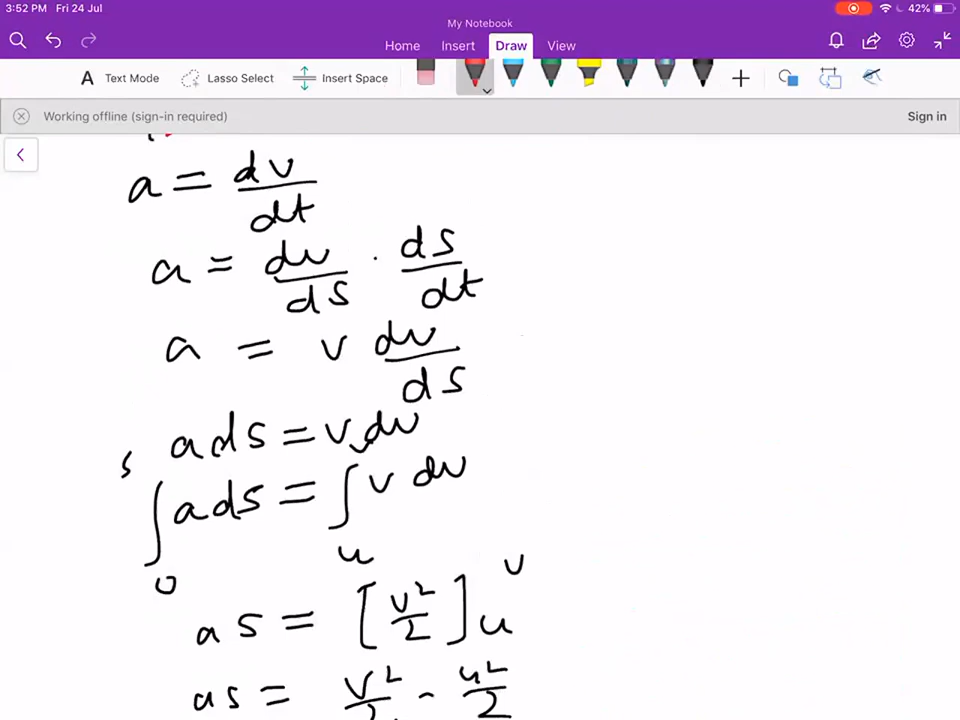 3:52 PM Fri 24 Jul 42%
My Notebook
Home Insert Draw View
A Text Mode Lasso Select Insert Space
Working offline (sign-in required) Sign in
a = dv/dt
a = dv/ds · ds/dt
a = v dv/ds
a ds = v dv
∫₀ˢ a ds = ∫ᵤᵛ v dv
as = [v²/2]ᵤᵛ
as = v²/2 - u²/2